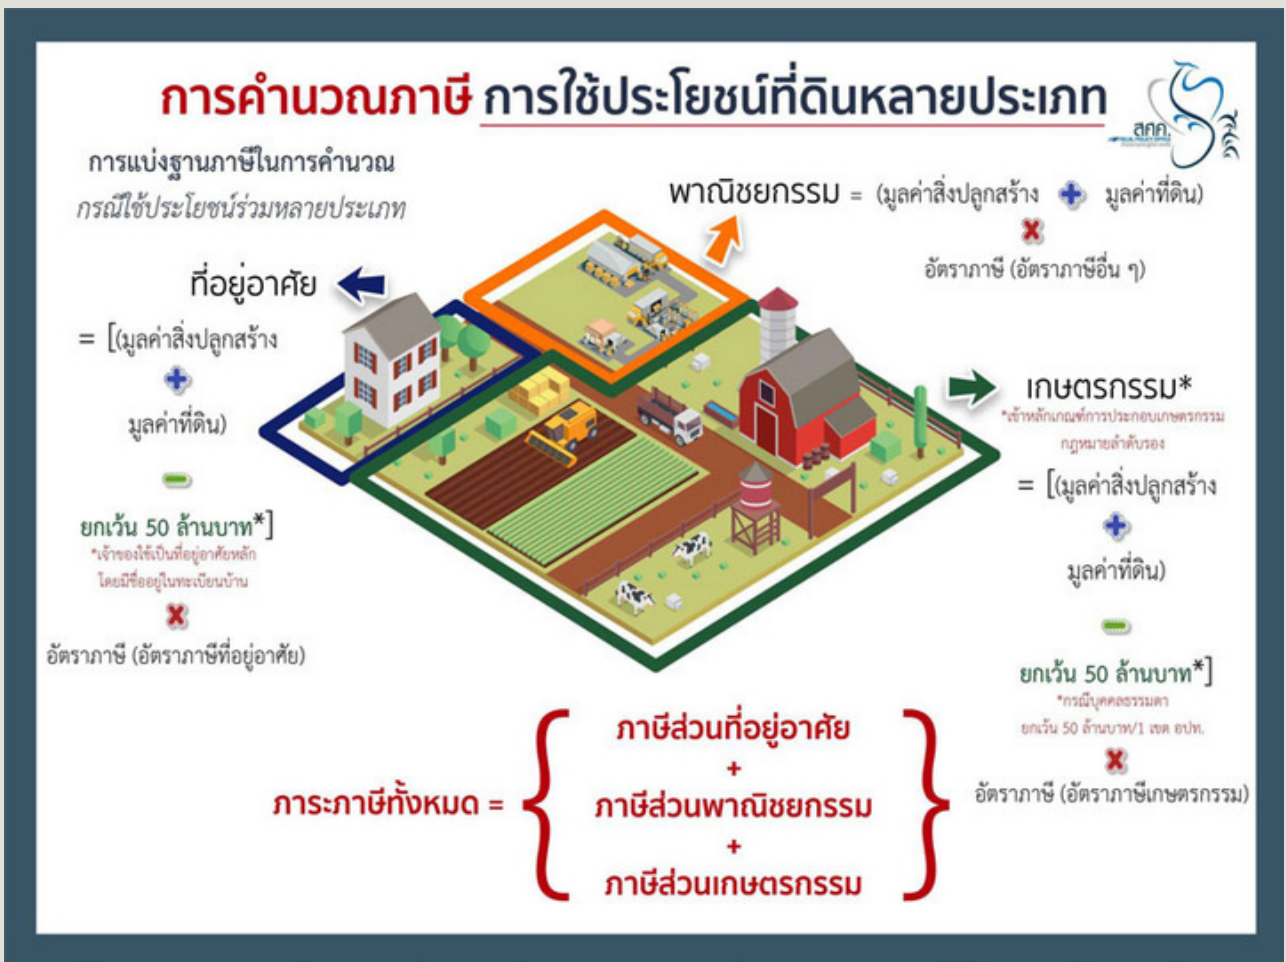 การคำนวณภาษี การใช้ประโยชน์ที่ดินหลายประเภท
สศค.
การแบ่งฐานภาษีในการคำนวณ
กรณีใช้ประโยชน์ร่วมหลายประเภท
พาณิชยกรรม = (มูลค่าสิ่งปลูกสร้าง + มูลค่าที่ดิน)
x
อัตราภาษี (อัตราภาษีอื่น ๆ)
ที่อยู่อาศัย
= [(มูลค่าสิ่งปลูกสร้าง
+
มูลค่าที่ดิน)
-
ยกเว้น 50 ล้านบาท*]
*เจ้าของใช้เป็นที่อยู่อาศัยหลัก
โดยมีชื่ออยู่ในทะเบียนบ้าน
x
อัตราภาษี (อัตราภาษีที่อยู่อาศัย)
เกษตรกรรม*
*เข้าหลักเกณฑ์การประกอบเกษตรกรรม
กฎหมายลำดับรอง
= [(มูลค่าสิ่งปลูกสร้าง
+
มูลค่าที่ดิน)
-
ยกเว้น 50 ล้านบาท*]
*กรณีบุคคลธรรมดา
ยกเว้น 50 ล้านบาท/1 เขต อปท.
x
อัตราภาษี (อัตราภาษีเกษตรกรรม)
ภาระภาษีทั้งหมด = {
ภาษีส่วนที่อยู่อาศัย
+
ภาษีส่วนพาณิชยกรรม
+
ภาษีส่วนเกษตรกรรม
}